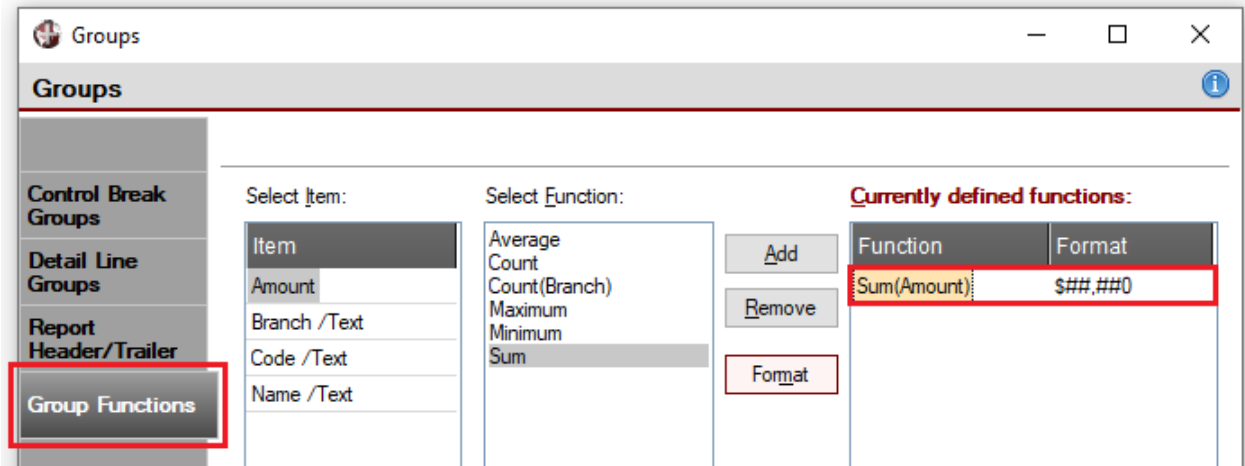 Groups
Groups
Control Break
Groups
Detail Line
Groups
Report
Header/Trailer
Group Functions
Select Item:
Item
Amount
Branch /Text
Code /Text
Name /Text
Select Function:
Average
Count
Count(Branch)
Maximum
Minimum
Sum
Add
Remove
Format
Currently defined functions:
Function Format
Sum(Amount) $##,##0